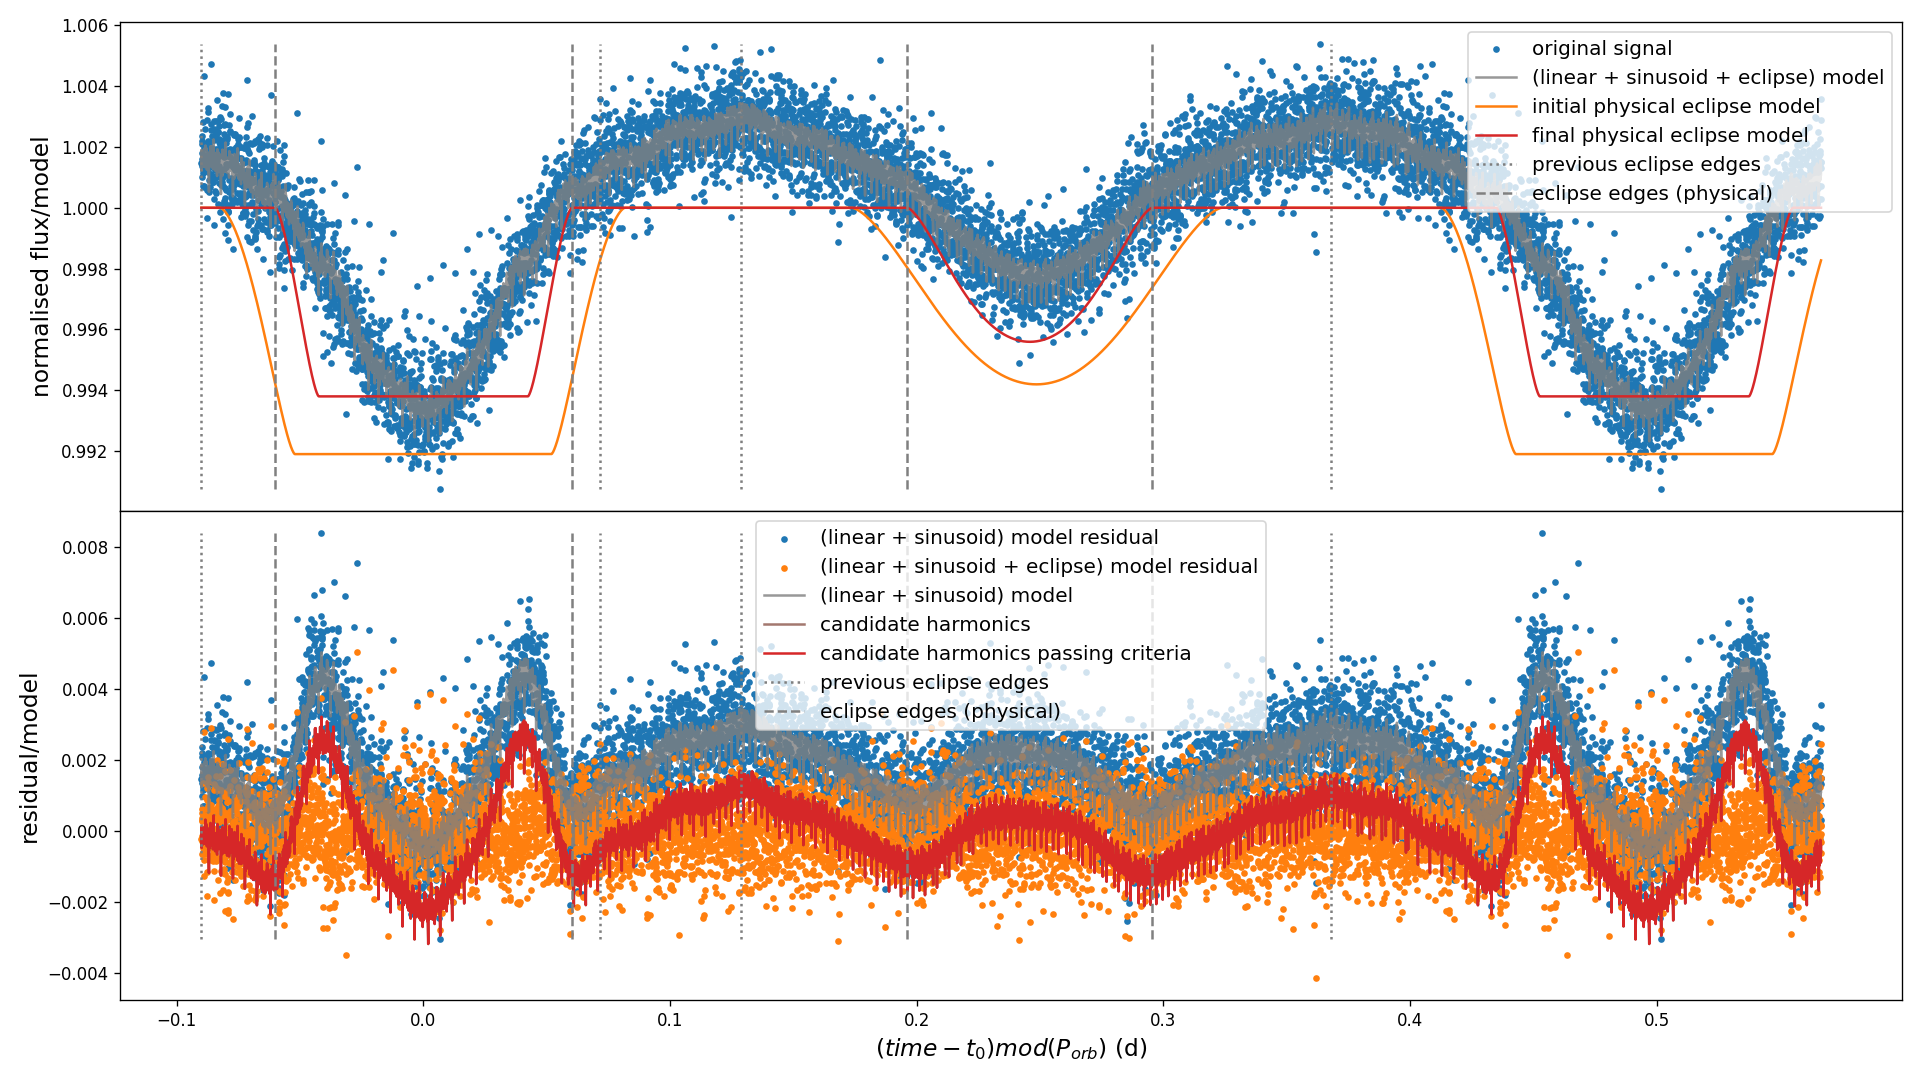 1.006
1.004
1.002
1.000
0.998
0.996
0.994
0.992
normalised flux/model
original signal
(linear + sinusoid + eclipse) model
initial physical eclipse model
final physical eclipse model
previous eclipse edges
eclipse edges (physical)
0.008
0.006
0.004
0.002
0.000
−0.002
−0.004
residual/model
(linear + sinusoid) model residual
(linear + sinusoid + eclipse) model residual
(linear + sinusoid) model
candidate harmonics
candidate harmonics passing criteria
previous eclipse edges
eclipse edges (physical)
−0.1 0.0 0.1 0.2 0.3 0.4 0.5
(time − t₀)mod(Pₒᵣb) (d)